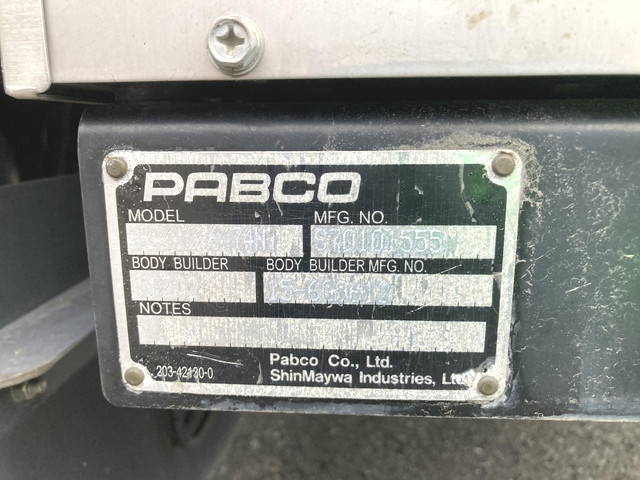 PABCO
MODEL MFG. NO.
BODY BUILDER BODY BUILDER MFG. NO.
NOTES
203-42120-0
Pabco Co., Ltd.
ShinMaywa Industries, Ltd